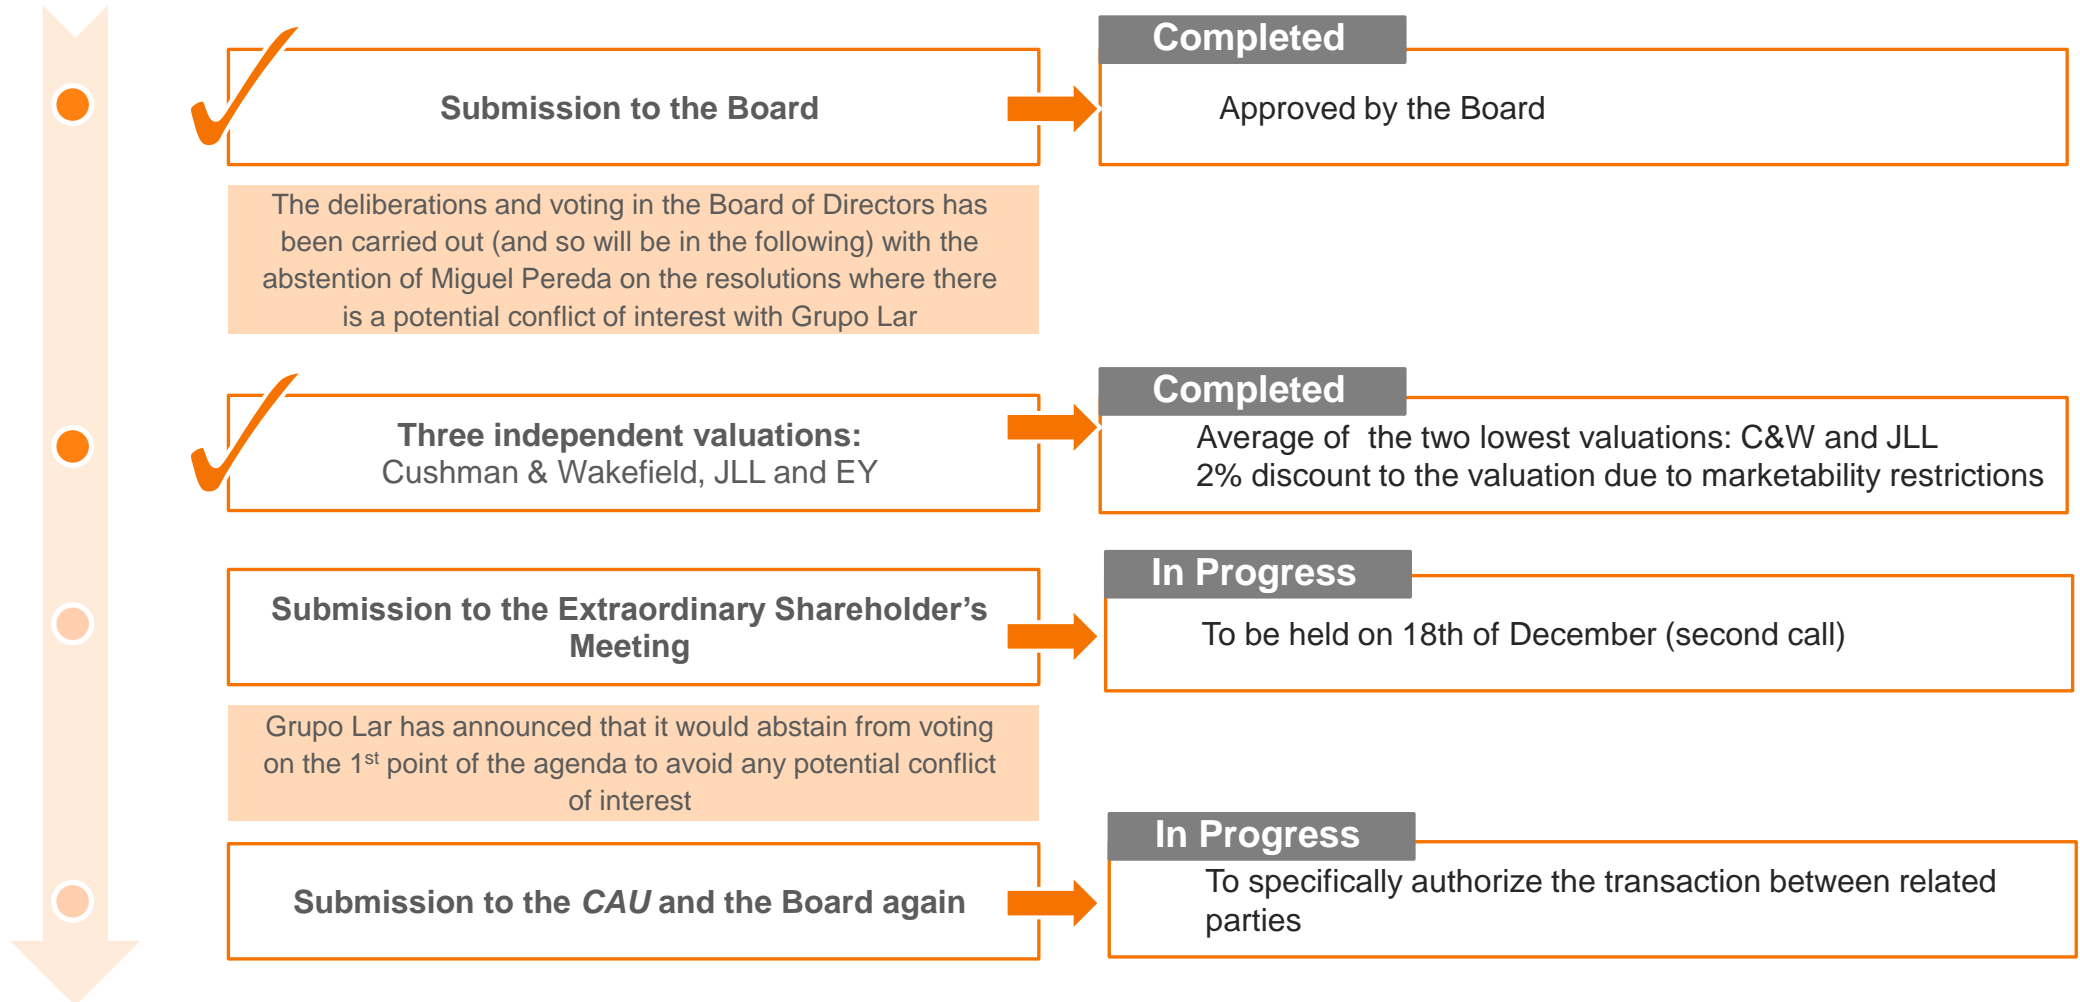 Completed
Submission to the Board
Approved by the Board
The deliberations and voting in the Board of Directors has
been carried out (and so will be in the following) with the
abstention of Miguel Pereda on the resolutions where there
is a potential conflict of interest with Grupo Lar
Completed
Three independent valuations:
Cushman & Wakefield, JLL and EY
Average of the two lowest valuations: C&W and JLL
2% discount to the valuation due to marketability restrictions
In Progress
Submission to the Extraordinary Shareholder’s
Meeting
To be held on 18th of December (second call)
Grupo Lar has announced that it would abstain from voting
on the 1st point of the agenda to avoid any potential conflict
of interest
In Progress
Submission to the CAU and the Board again
To specifically authorize the transaction between related
parties